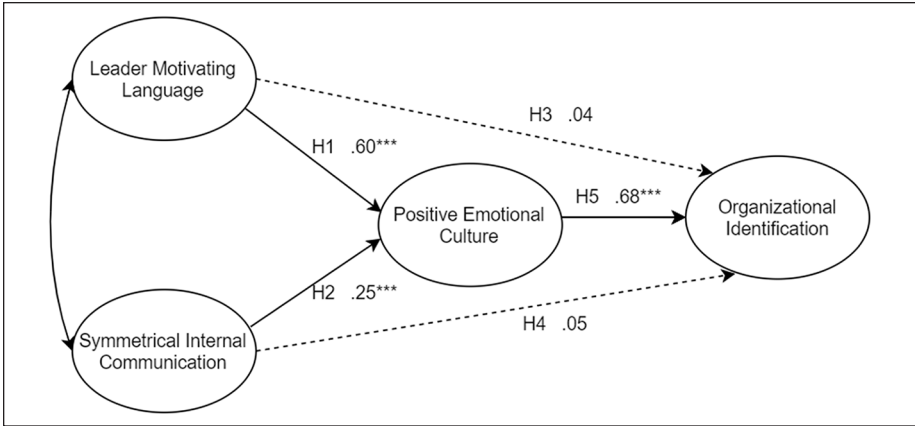 Leader Motivating
Language
H3 .04
H1 .60***
Positive Emotional
Culture
H5 .68***
Organizational
Identification
H2 .25***
H4 .05
Symmetrical Internal
Communication